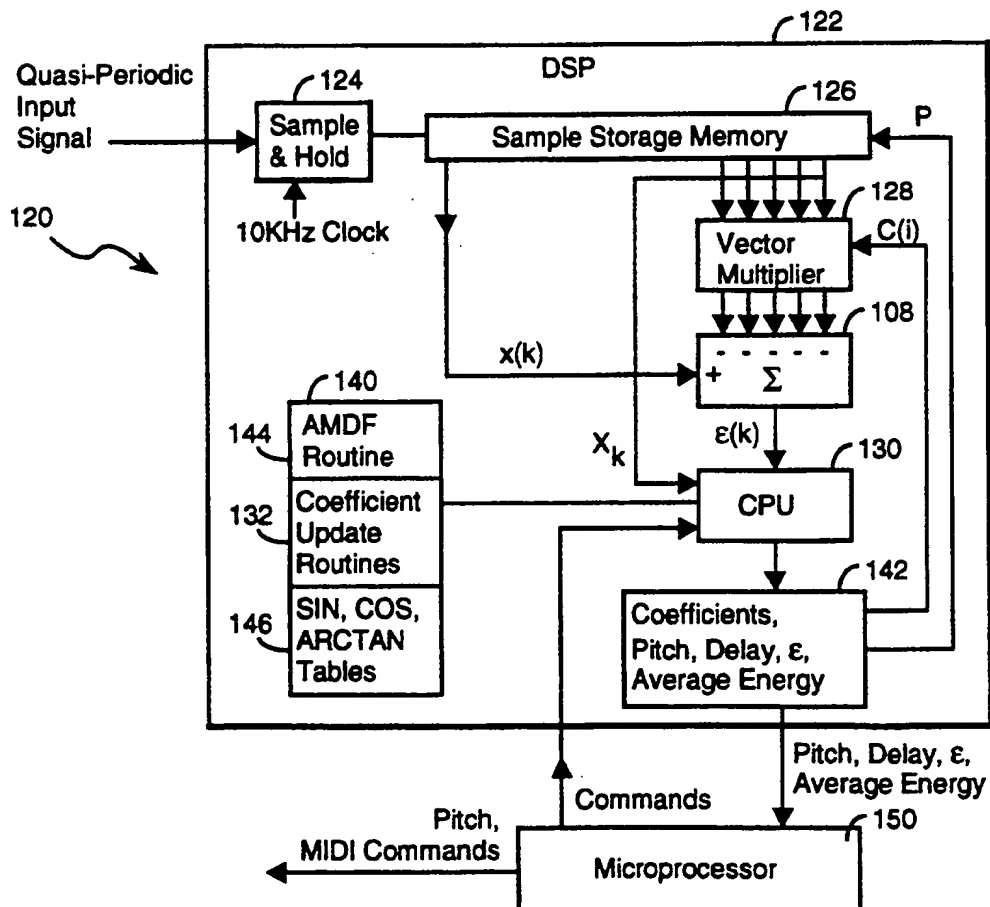 122
DSP
Quasi-Periodic
Input
Signal
124
Sample
& Hold
126
Sample Storage Memory
P
120
10KHz Clock
128
C(i)
Vector
Multiplier
108
- - - - -
+ Σ
x(k)
140
144
AMDF
Routine
X_k
ε(k)
130
CPU
132
Coefficient
Update
Routines
142
146
SIN, COS,
ARCTAN
Tables
Coefficients,
Pitch, Delay, ε,
Average Energy
Pitch, Delay, ε,
Average Energy
Commands
Pitch,
MIDI Commands
150
Microprocessor